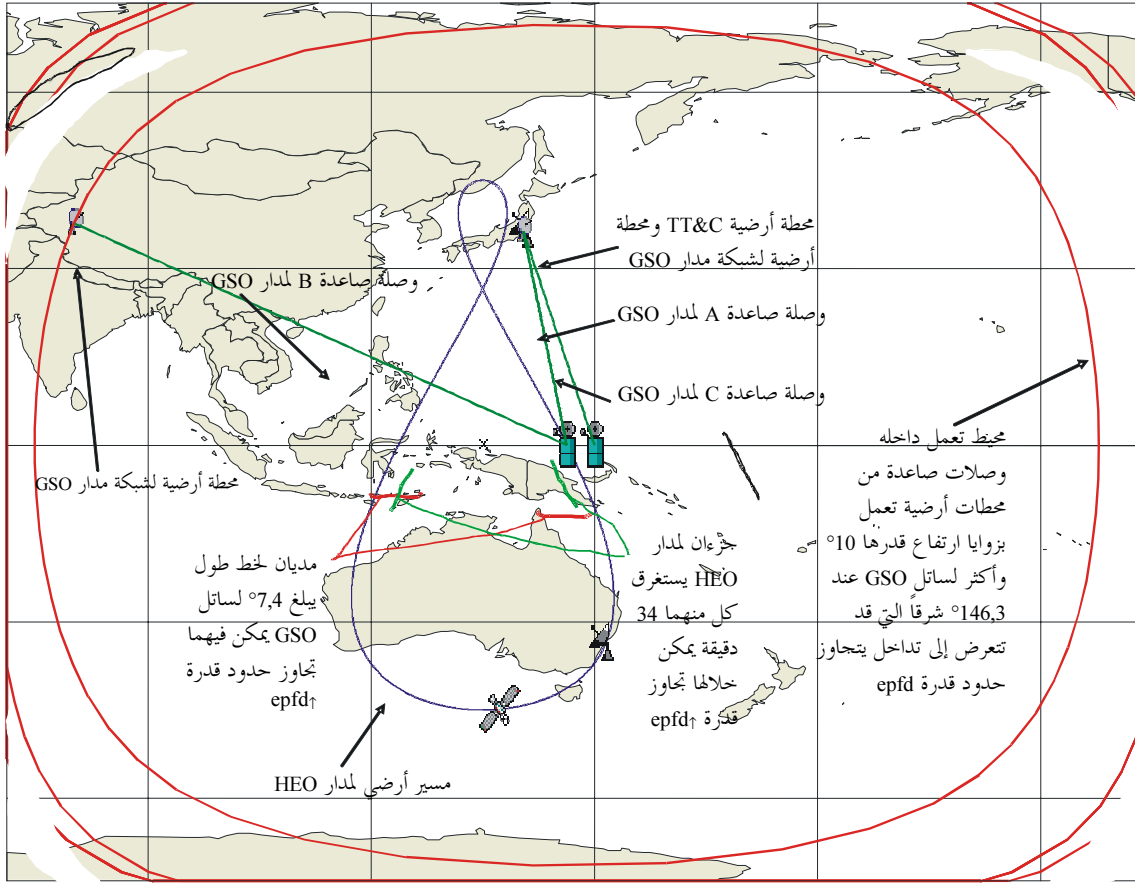 محطة أرضية TT&C ومحطة
أرضية لشبكة مدار GSO
وصلة صاعدة B لمدار GSO
وصلة صاعدة A لمدار GSO
وصلة صاعدة C لمدار GSO
محطة أرضية لشبكة مدار GSO
محيط تعمل داخله
وصلات صاعدة من
محطات أرضية تعمل
بزوايا ارتفاع قدرها 10°
وأكثر لساتل GSO عند
146,3° شرقاً التي قد
تتعرض إلى تداخل يتجاوز
حدود قدرة epfd
جزءان لمدار
HEO يستغرق
كل منهما 34
دقيقة يمكن
خلالها تجاوز
قدرة epfd↑
مديان لخط طول
يبلغ 7,4° لساتل
GSO يمكن فيهما
تجاوز حدود قدرة
epfd↑
مسير أرضي لمدار HEO